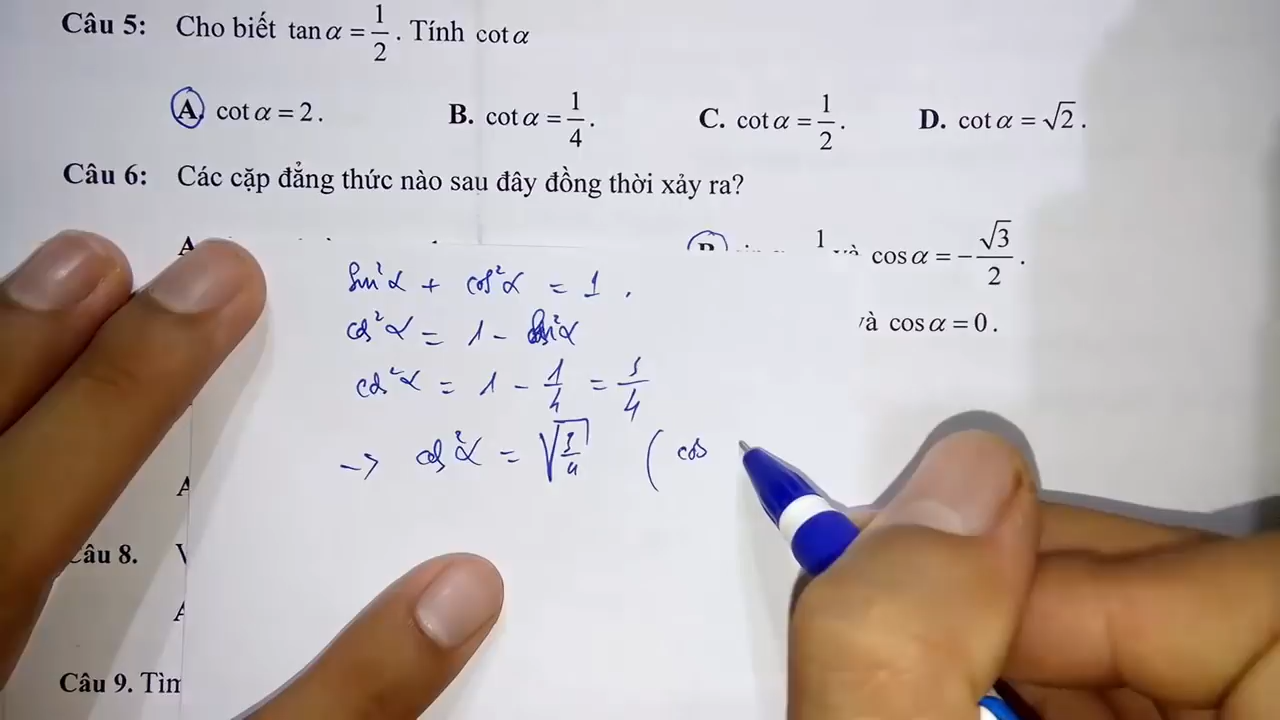 Câu 5: Cho biết tan α = 1/2 . Tính cot α
A. cot α = 2 . B. cot α = 1/4 . C. cot α = 1/2 . D. cot α = √2 .
Câu 6: Các cặp đẳng thức nào sau đây đồng thời xảy ra?
A 1 và cos α = −√3/2 .
và cos α = 0 .
sin²α + cos²α = 1 .
cos²α = 1 − sin²α
cos²α = 1 − 1/4 = 3/4
→ cos²α = √3/4 ( cos
A
Câu 8. V
A
Câu 9. Tìm